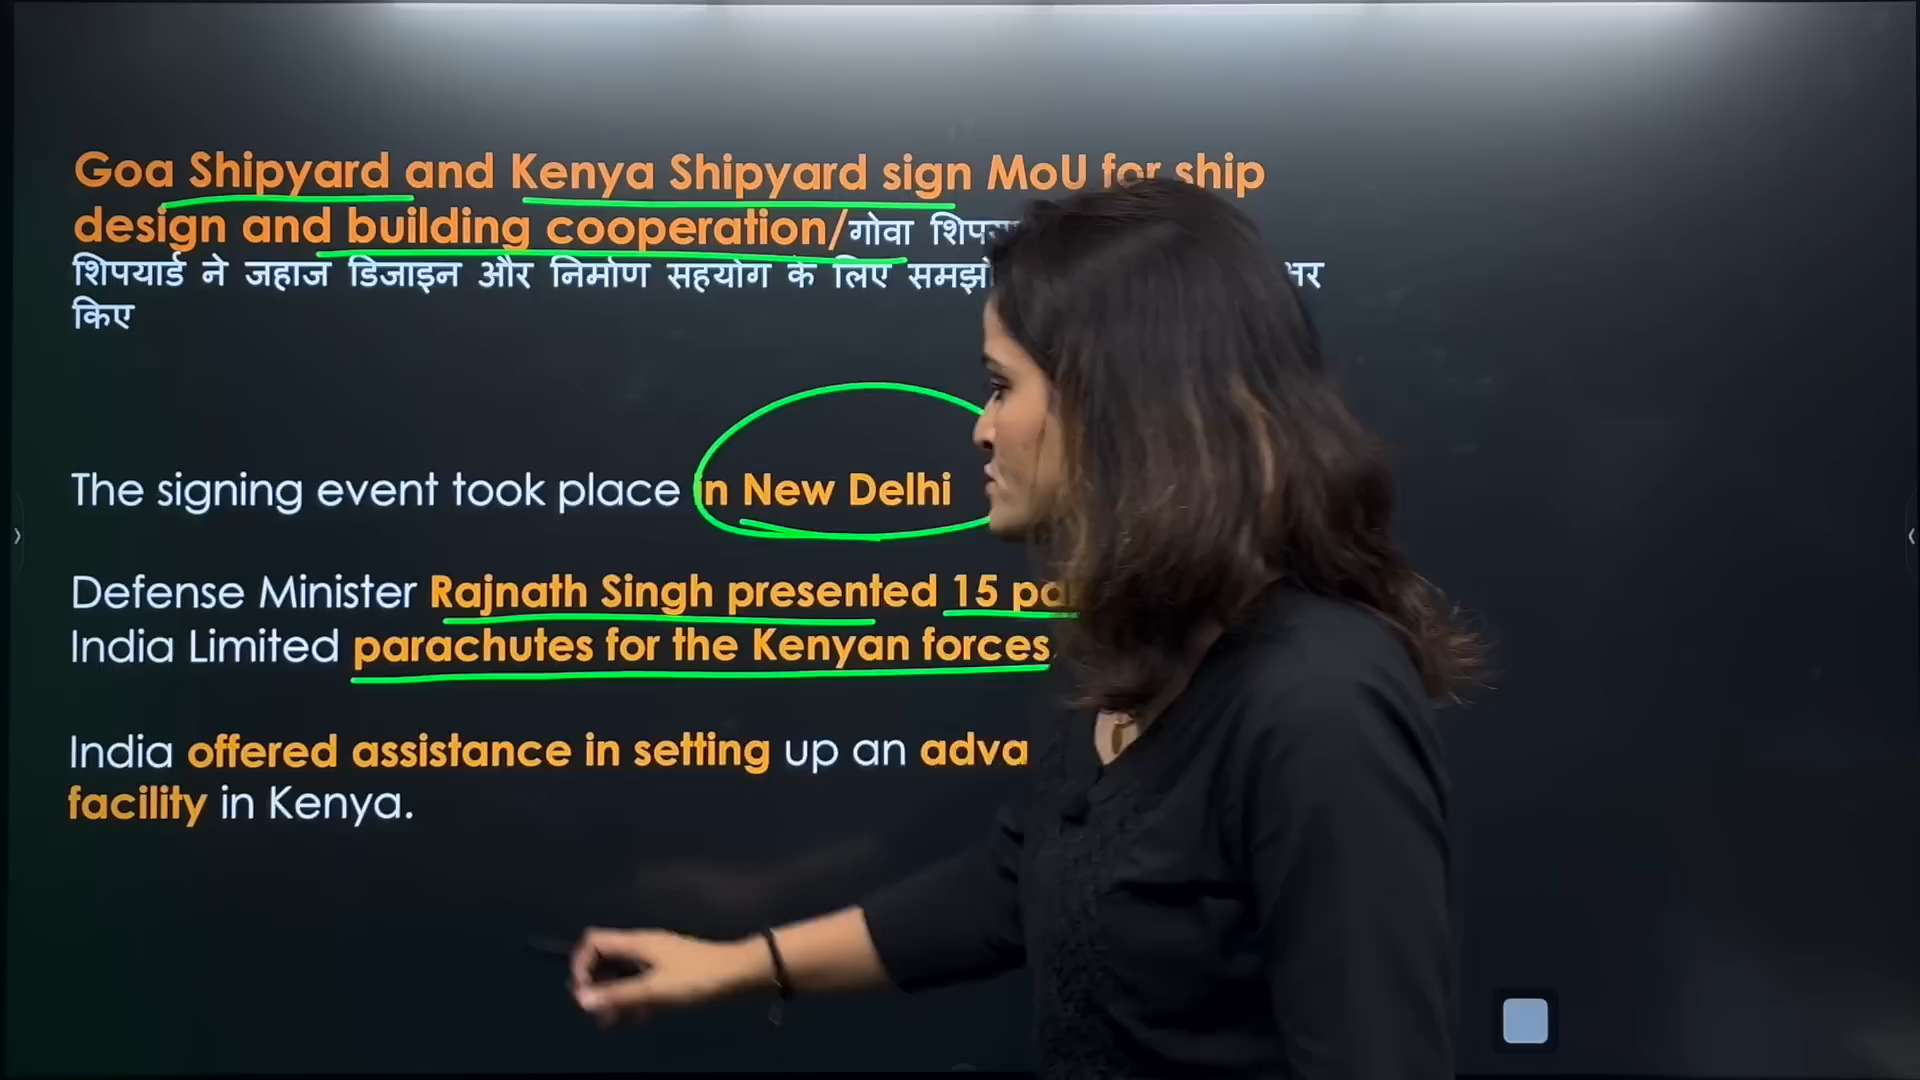 Goa Shipyard and Kenya Shipyard sign MoU for ship
design and building cooperation/गोवा
शिपयार्ड ने जहाज डिजाइन और निर्माण सहयोग के लिए
किए
The signing event took place in New Delhi
Defense Minister Rajnath Singh presented 15
India Limited parachutes for the Kenyan forces
India offered assistance in setting up an
facility in Kenya.